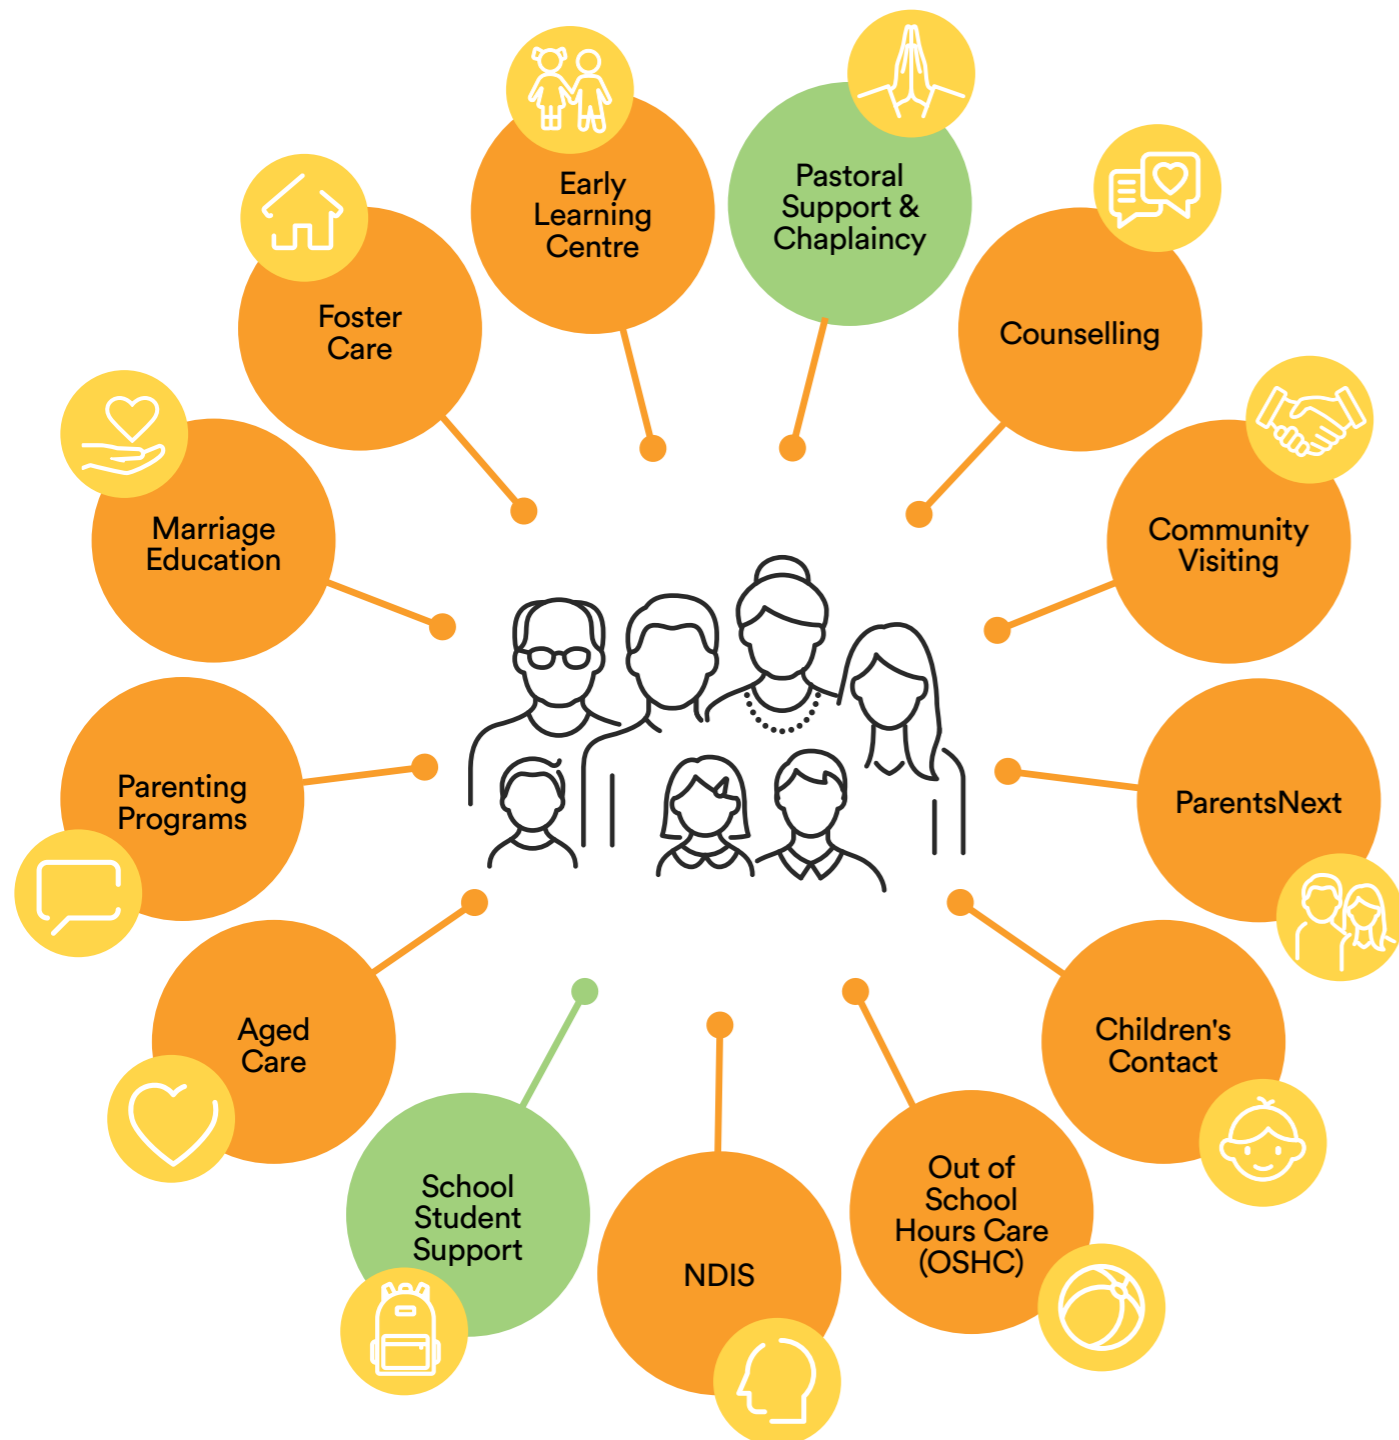 Early
Learning
Centre
Pastoral
Support &
Chaplaincy
Counselling
Community
Visiting
ParentsNext
Children's
Contact
Out of
School
Hours Care
(OSHC)
NDIS
School
Student
Support
Aged
Care
Parenting
Programs
Marriage
Education
Foster
Care